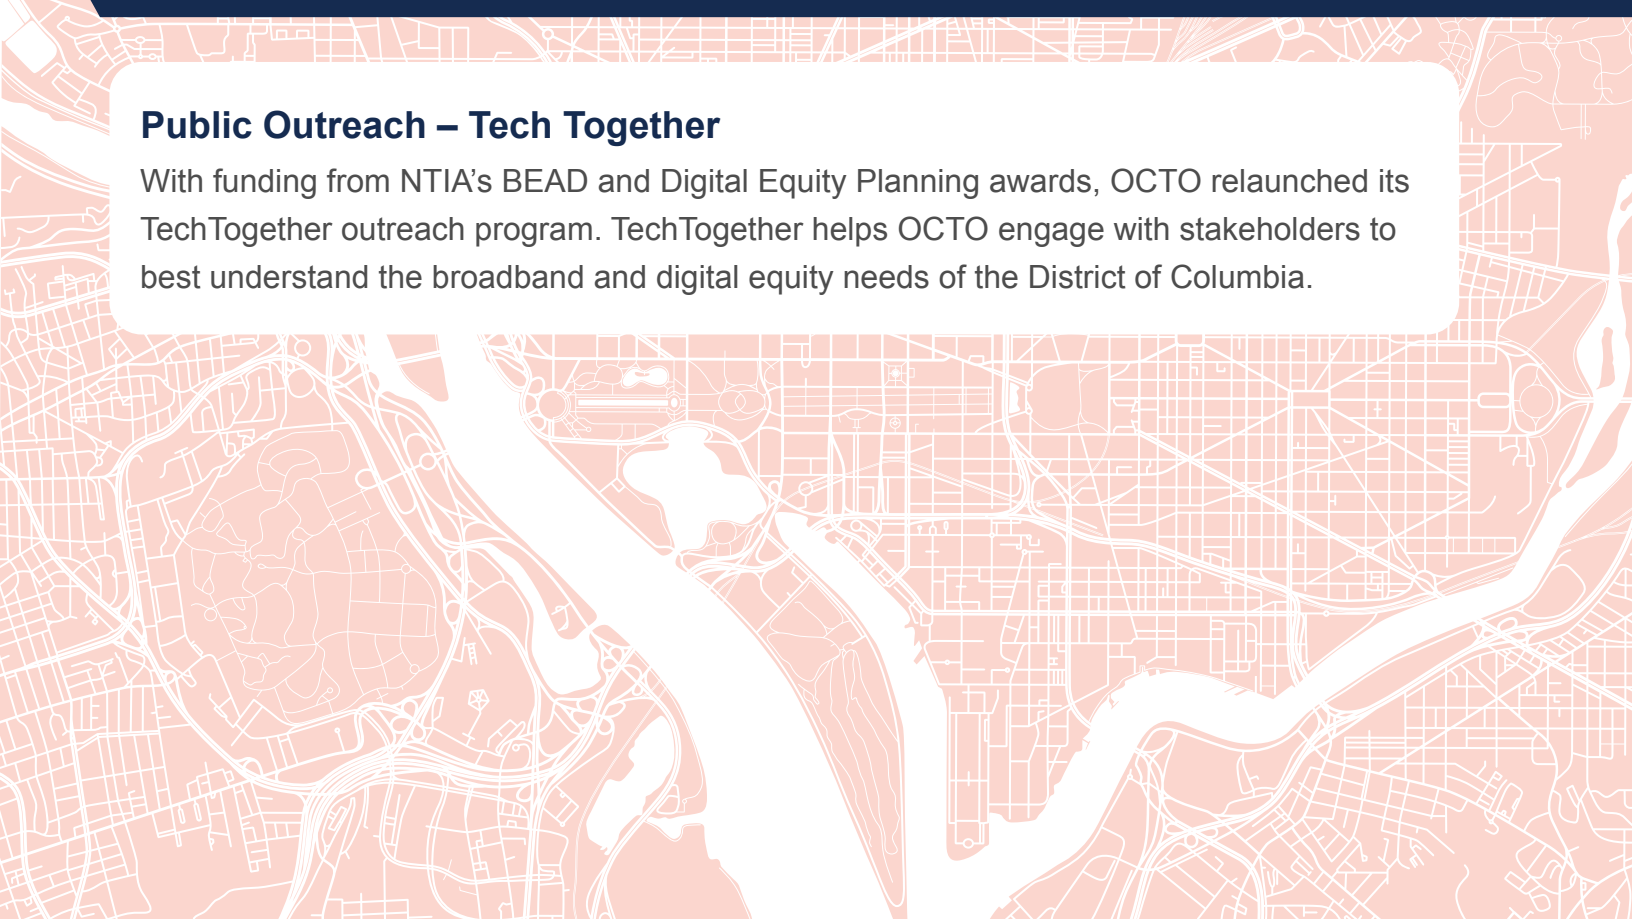 Public Outreach – Tech Together
With funding from NTIA’s BEAD and Digital Equity Planning awards, OCTO relaunched its
TechTogether outreach program. TechTogether helps OCTO engage with stakeholders to
best understand the broadband and digital equity needs of the District of Columbia.